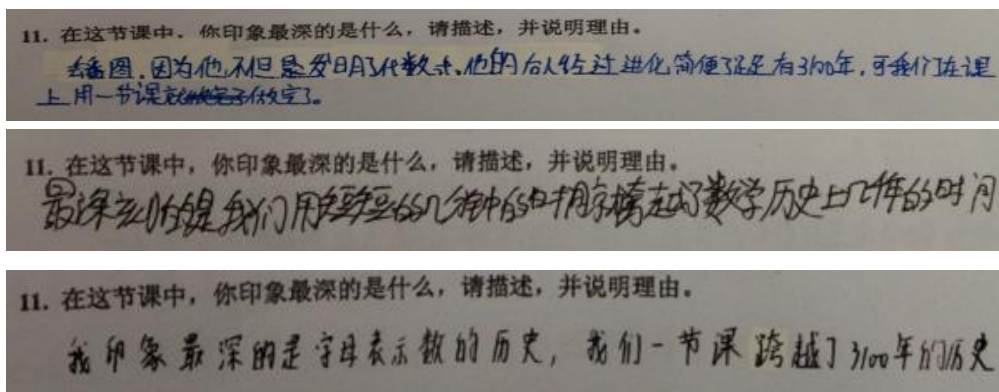 11. 在这节课中．你印象最深的是什么，请描述，并说明理由。
图．因为他不但是发明了代数式．他的后人经过进化简便了足足有3100年，可我们在课
上用一节课就做完了。
11. 在这节课中，你印象最深的是什么，请描述，并说明理由。
最深刻的是我们用短短的几分钟的时间就跨越了数学历史上几千年的时间
11. 在这节课中，你印象最深的是什么，请描述，并说明理由。
我印象最深的是字母表示数的历史，我们一节课跨越了3100年的历史